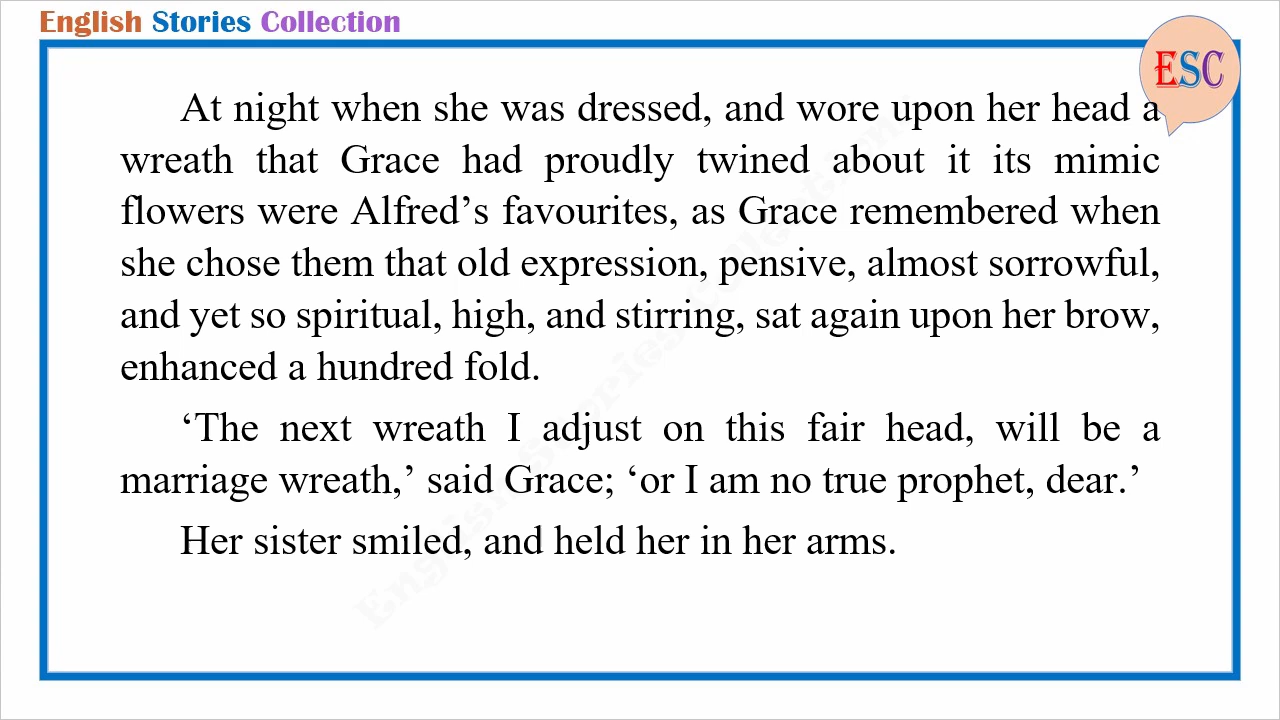 English Stories Collection
ESC
At night when she was dressed, and wore upon her head a
wreath that Grace had proudly twined about it its mimic
flowers were Alfred’s favourites, as Grace remembered when
she chose them that old expression, pensive, almost sorrowful,
and yet so spiritual, high, and stirring, sat again upon her brow,
enhanced a hundred fold.
‘The next wreath I adjust on this fair head, will be a
marriage wreath,’ said Grace; ‘or I am no true prophet, dear.’
Her sister smiled, and held her in her arms.
English Stories Collection